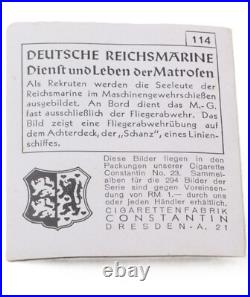 114
DEUTSCHE REICHSMARINE
Dienst und Leben der Matrosen
Als Rekruten werden die Seeleute der
Reichsmarine im Maschinengewehrschießen
ausgebildet. An Bord dient das M.-G.
fast ausschließlich der Fliegerabwehr. Das
Bild zeigt eine Fliegerabwehrübung auf
dem Achterdeck, der „Schanz", eines Linien-
schiffes.
Diese Bilder liegen in den
Packungen unserer Cigarette
Constantin No. 23. Sammel-
alben für die 294 Bilder der
Serie sind gegen Voreinsen-
dung von RM 1.— durch uns
oder jeden Händler erhältlich.
CIGARETTENFABRIK
CONSTANTIN
DRESDEN-A. 21